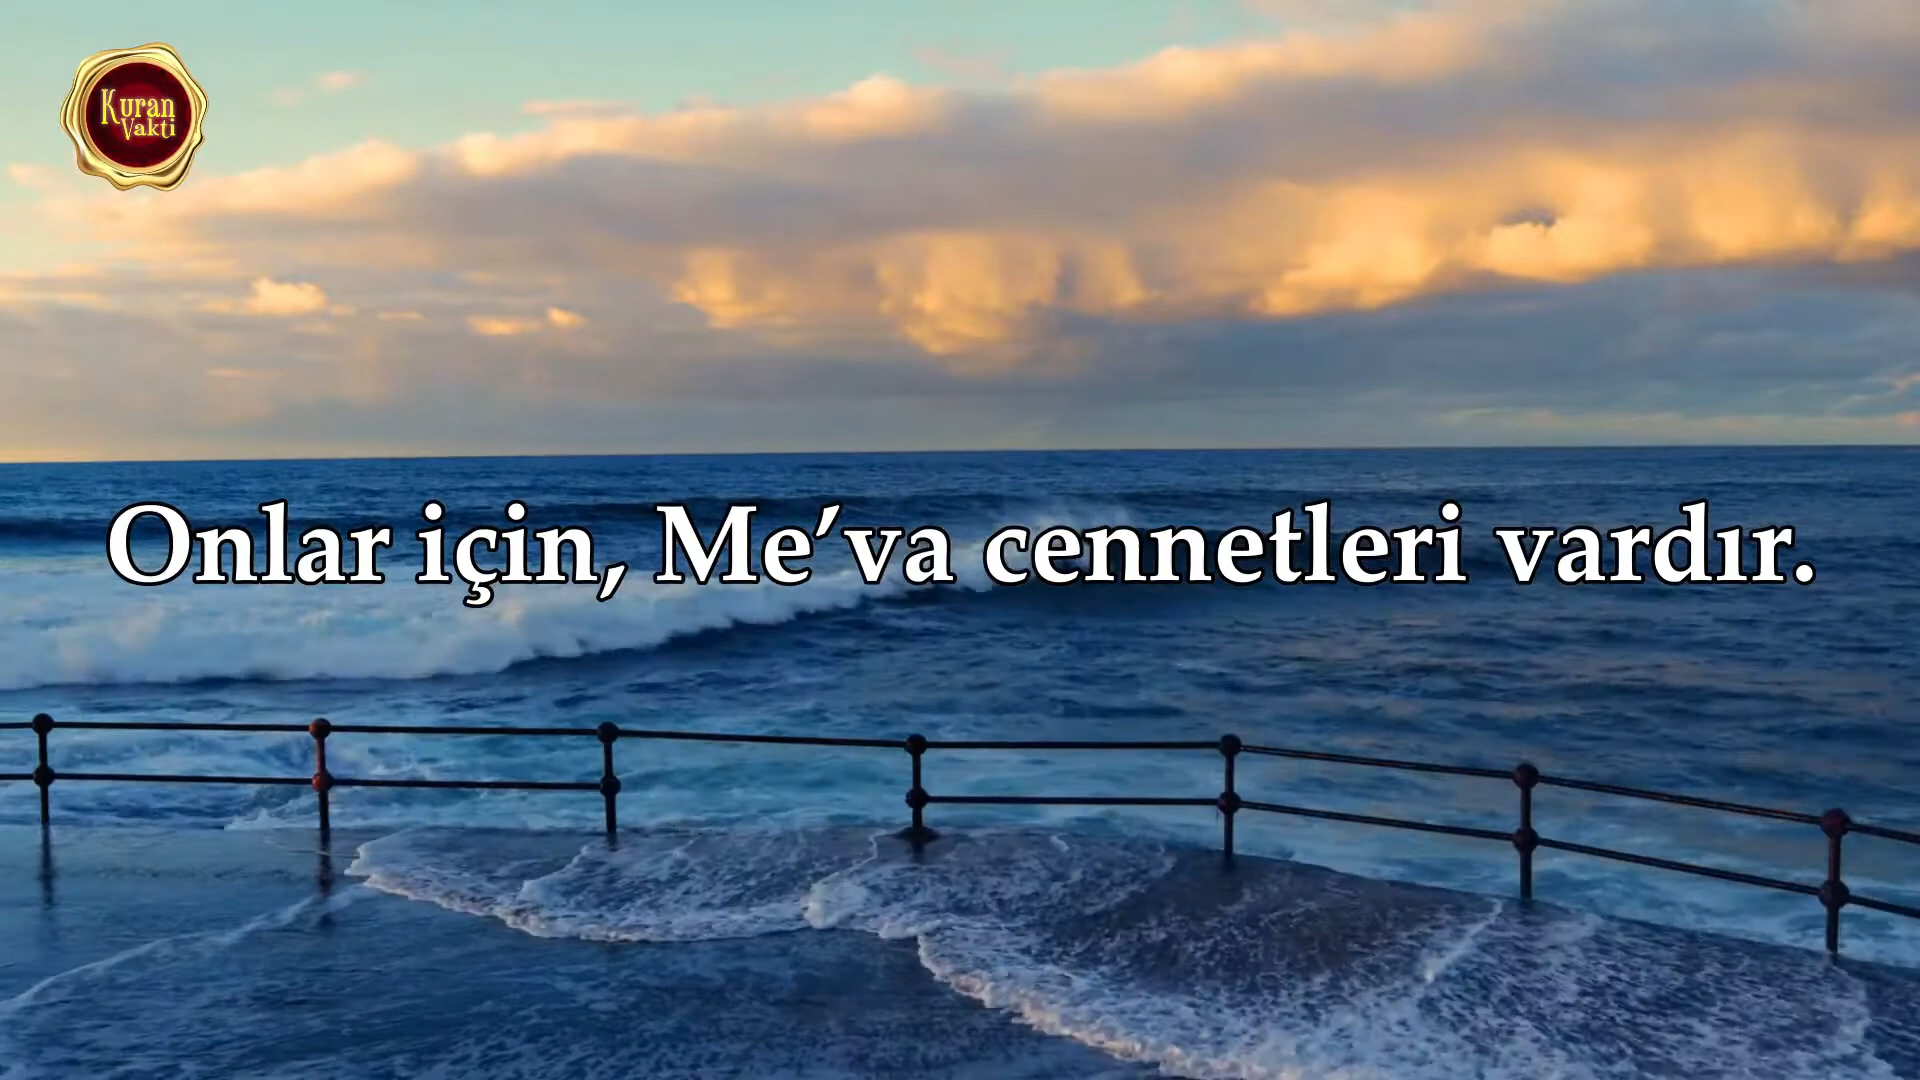 Kuran
Vakti
Onlar için, Me’va cennetleri vardır.